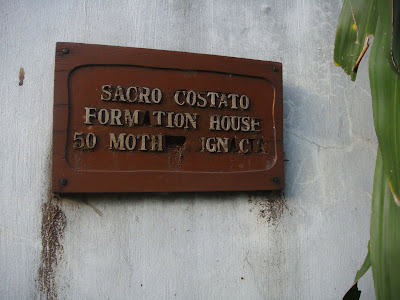 SACRO COSTATO
FORMATION HOUSE
50 MOTH IGNACIA